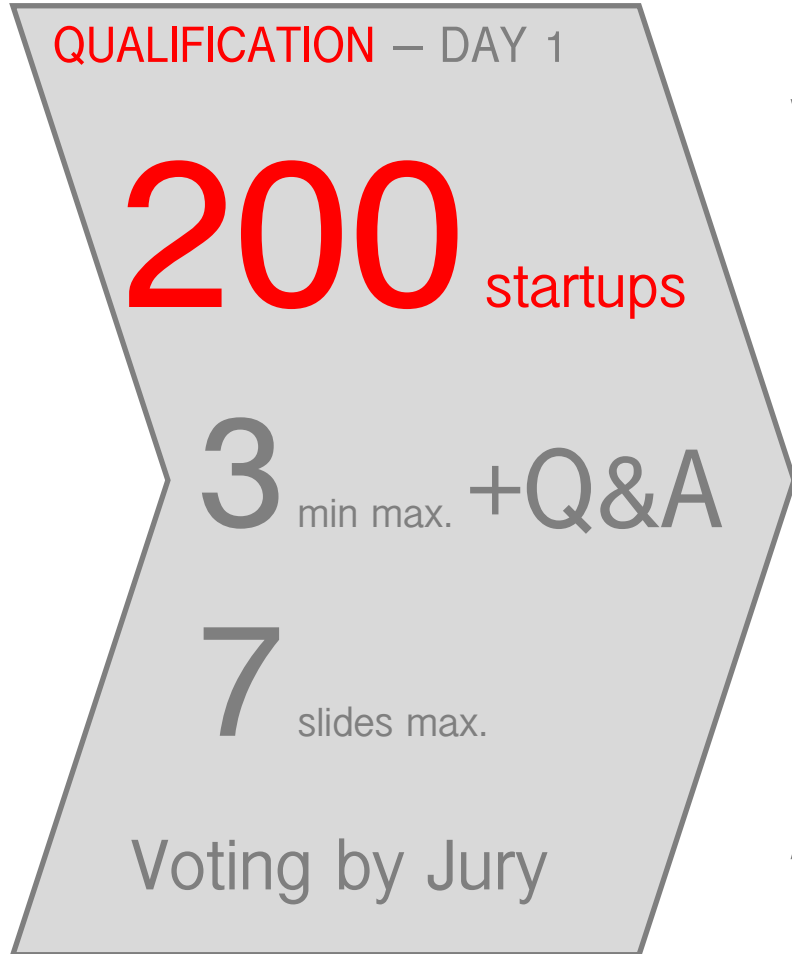 QUALIFICATION – DAY 1
200 startups
3 min max. +Q&A
7 slides max.
Voting by Jury